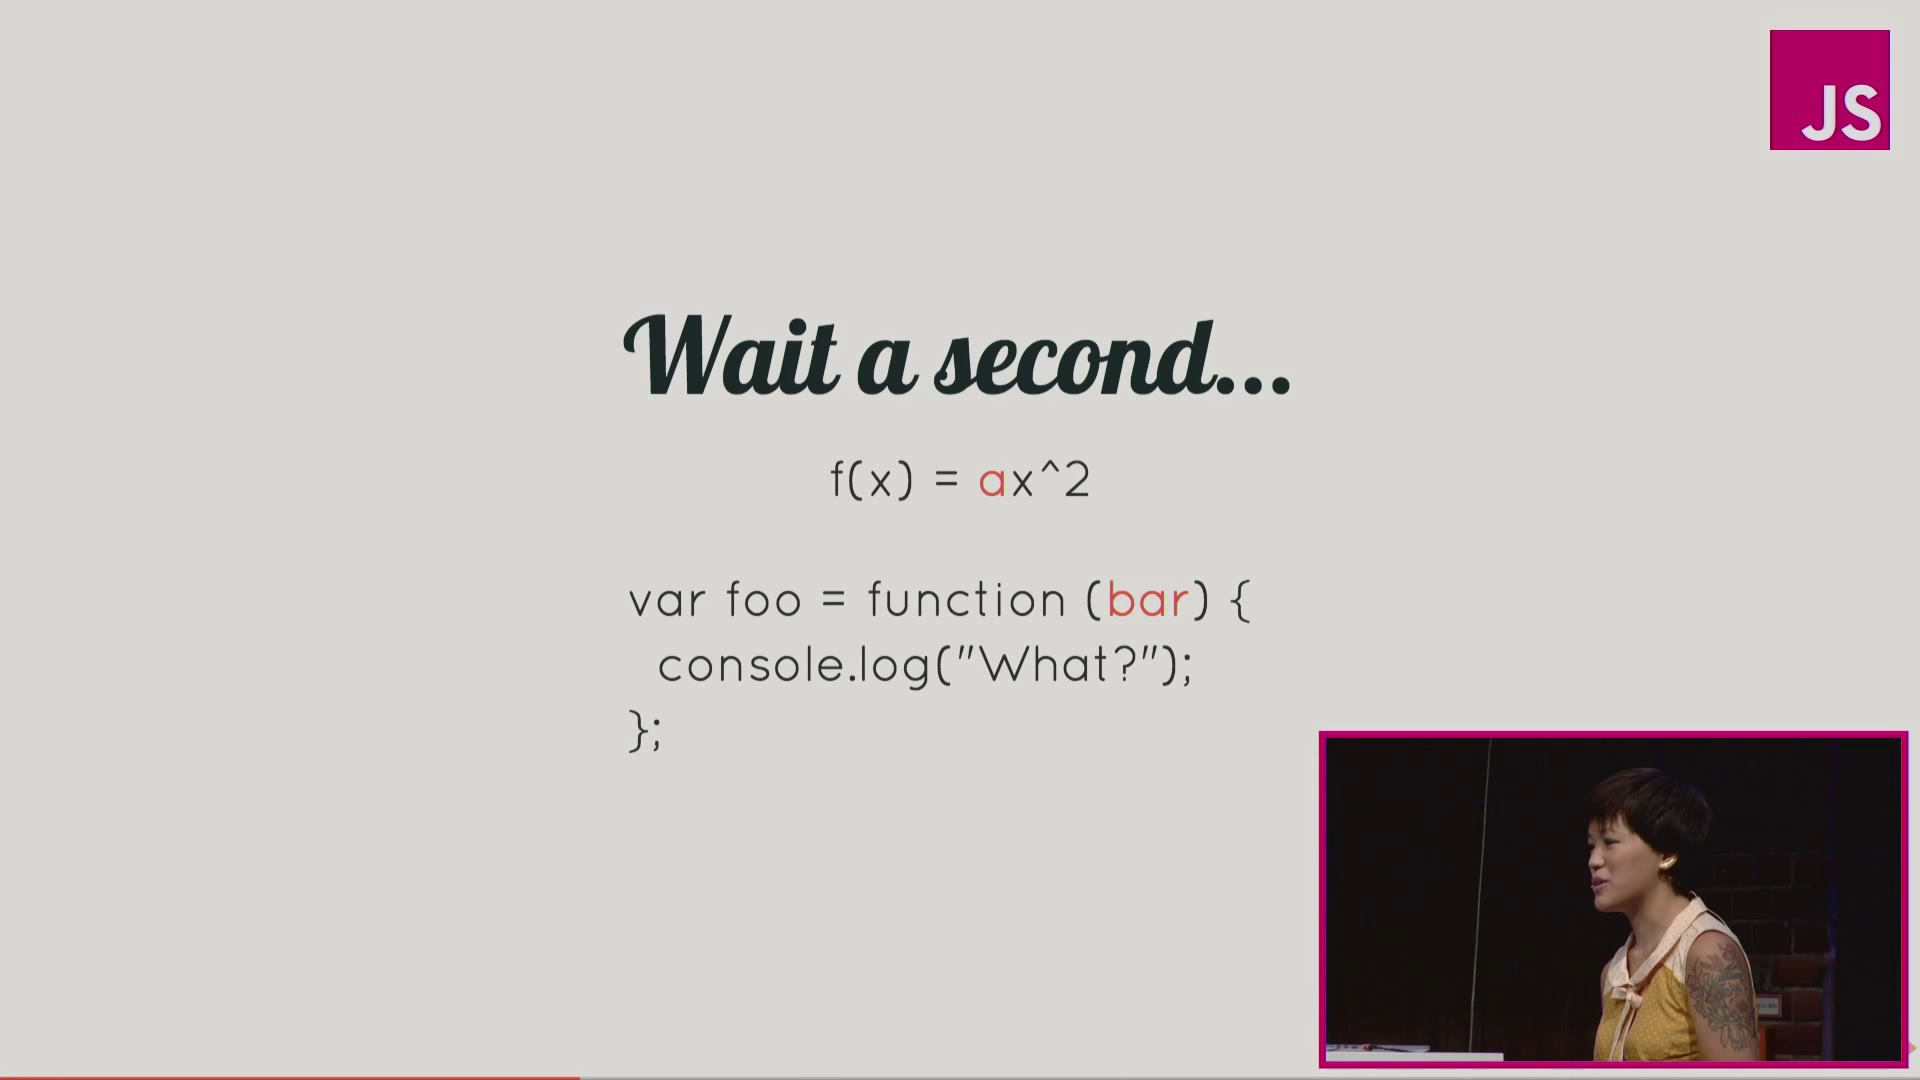 JS
Wait a second...
f(x) = ax^2
var foo = function (bar) {
console.log("What?");
};